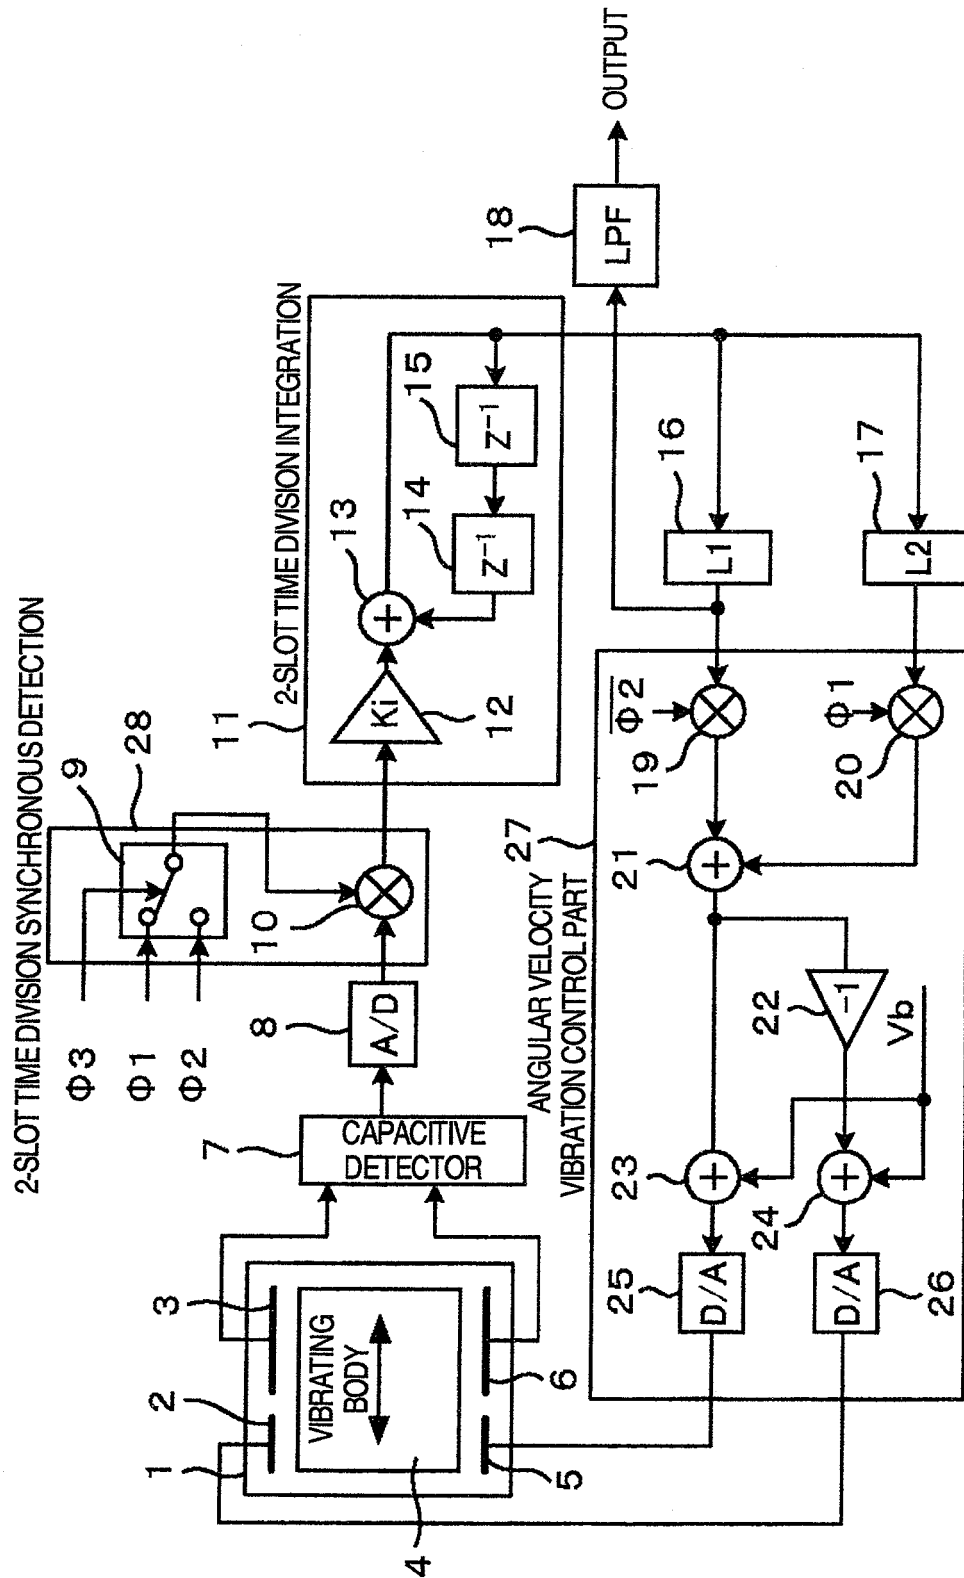 2-SLOT TIME DIVISION SYNCHRONOUS DETECTION
9
28
Φ3
Φ1
Φ2
10
8
A/D
7
CAPACITIVE
DETECTOR
1
2
3
VIBRATING
BODY
4
5
6
2-SLOT TIME DIVISION INTEGRATION
11
Ki
12
13
14
Z⁻¹
15
Z⁻¹
18
LPF
OUTPUT
16
L1
17
L2
ANGULAR VELOCITY
VIBRATION CONTROL PART
27
Φ2̅
19
Φ1
20
21
-1
22
Vb
23
24
25
D/A
26
D/A